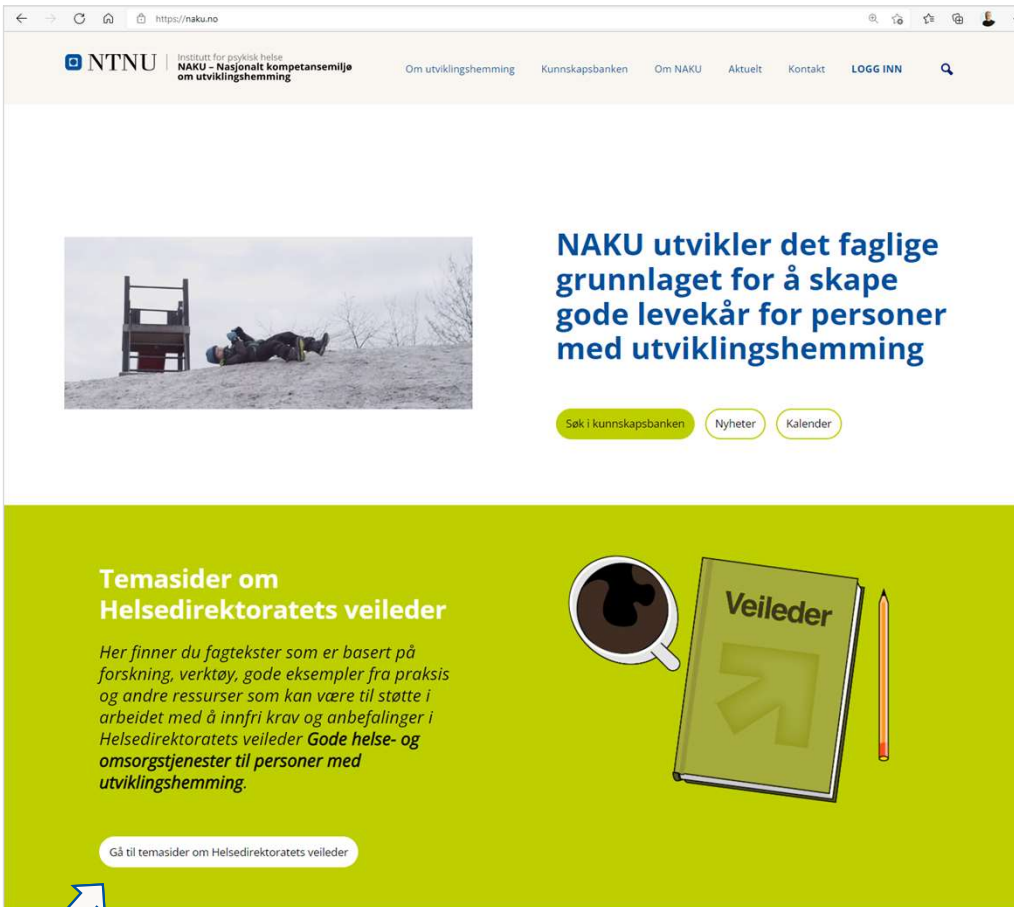 https://naku.no
NTNU
Institutt for psykisk helse
NAKU – Nasjonalt kompetansemiljø
om utviklingshemming
Om utviklingshemming
Kunnskapsbanken
Om NAKU
Aktuelt
Kontakt
LOGG INN
NAKU utvikler det faglige
grunnlaget for å skape
gode levekår for personer
med utviklingshemming
Søk i kunnskapsbanken
Nyheter
Kalender
Temasider om
Helsedirektoratets veileder
Her finner du fagtekster som er basert på
forskning, verktøy, gode eksempler fra praksis
og andre ressurser som kan være til støtte i
arbeidet med å innfri krav og anbefalinger i
Helsedirektoratets veileder Gode helse- og
omsorgstjenester til personer med
utviklingshemming.
Veileder
Gå til temasider om Helsedirektoratets veileder